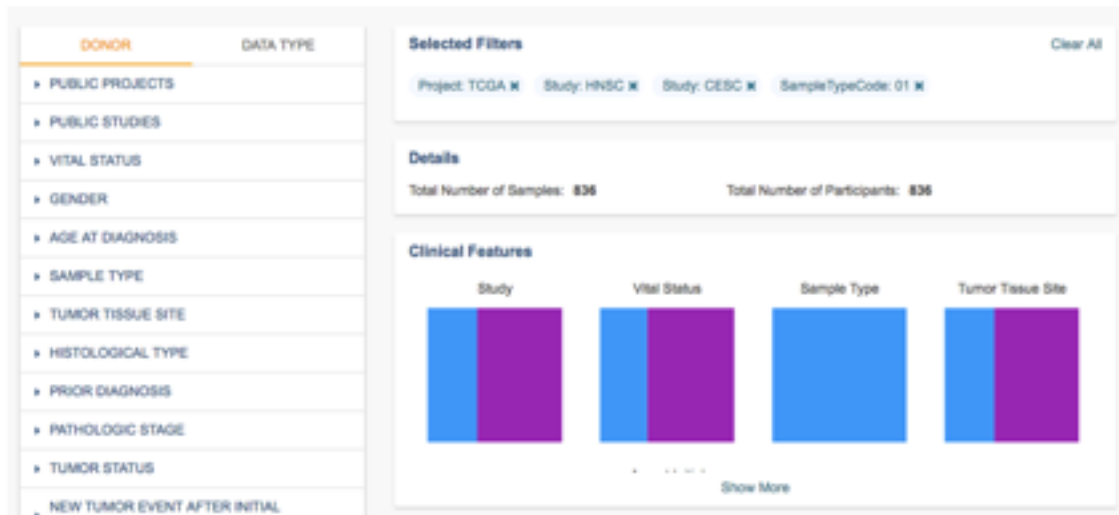 DONOR DATA TYPE
PUBLIC PROJECTS
PUBLIC STUDIES
VITAL STATUS
GENDER
AGE AT DIAGNOSIS
SAMPLE TYPE
TUMOR TISSUE SITE
HISTOLOGICAL TYPE
PRIOR DIAGNOSIS
PATHOLOGIC STAGE
TUMOR STATUS
NEW TUMOR EVENT AFTER INITIAL
Selected Filters Clear All
Project: TCGA Study: HNSC Study: CESC SampleTypeCode: 01
Details
Total Number of Samples: 836 Total Number of Participants: 836
Clinical Features
Study Vital Status Sample Type Tumor Tissue Site
Show More